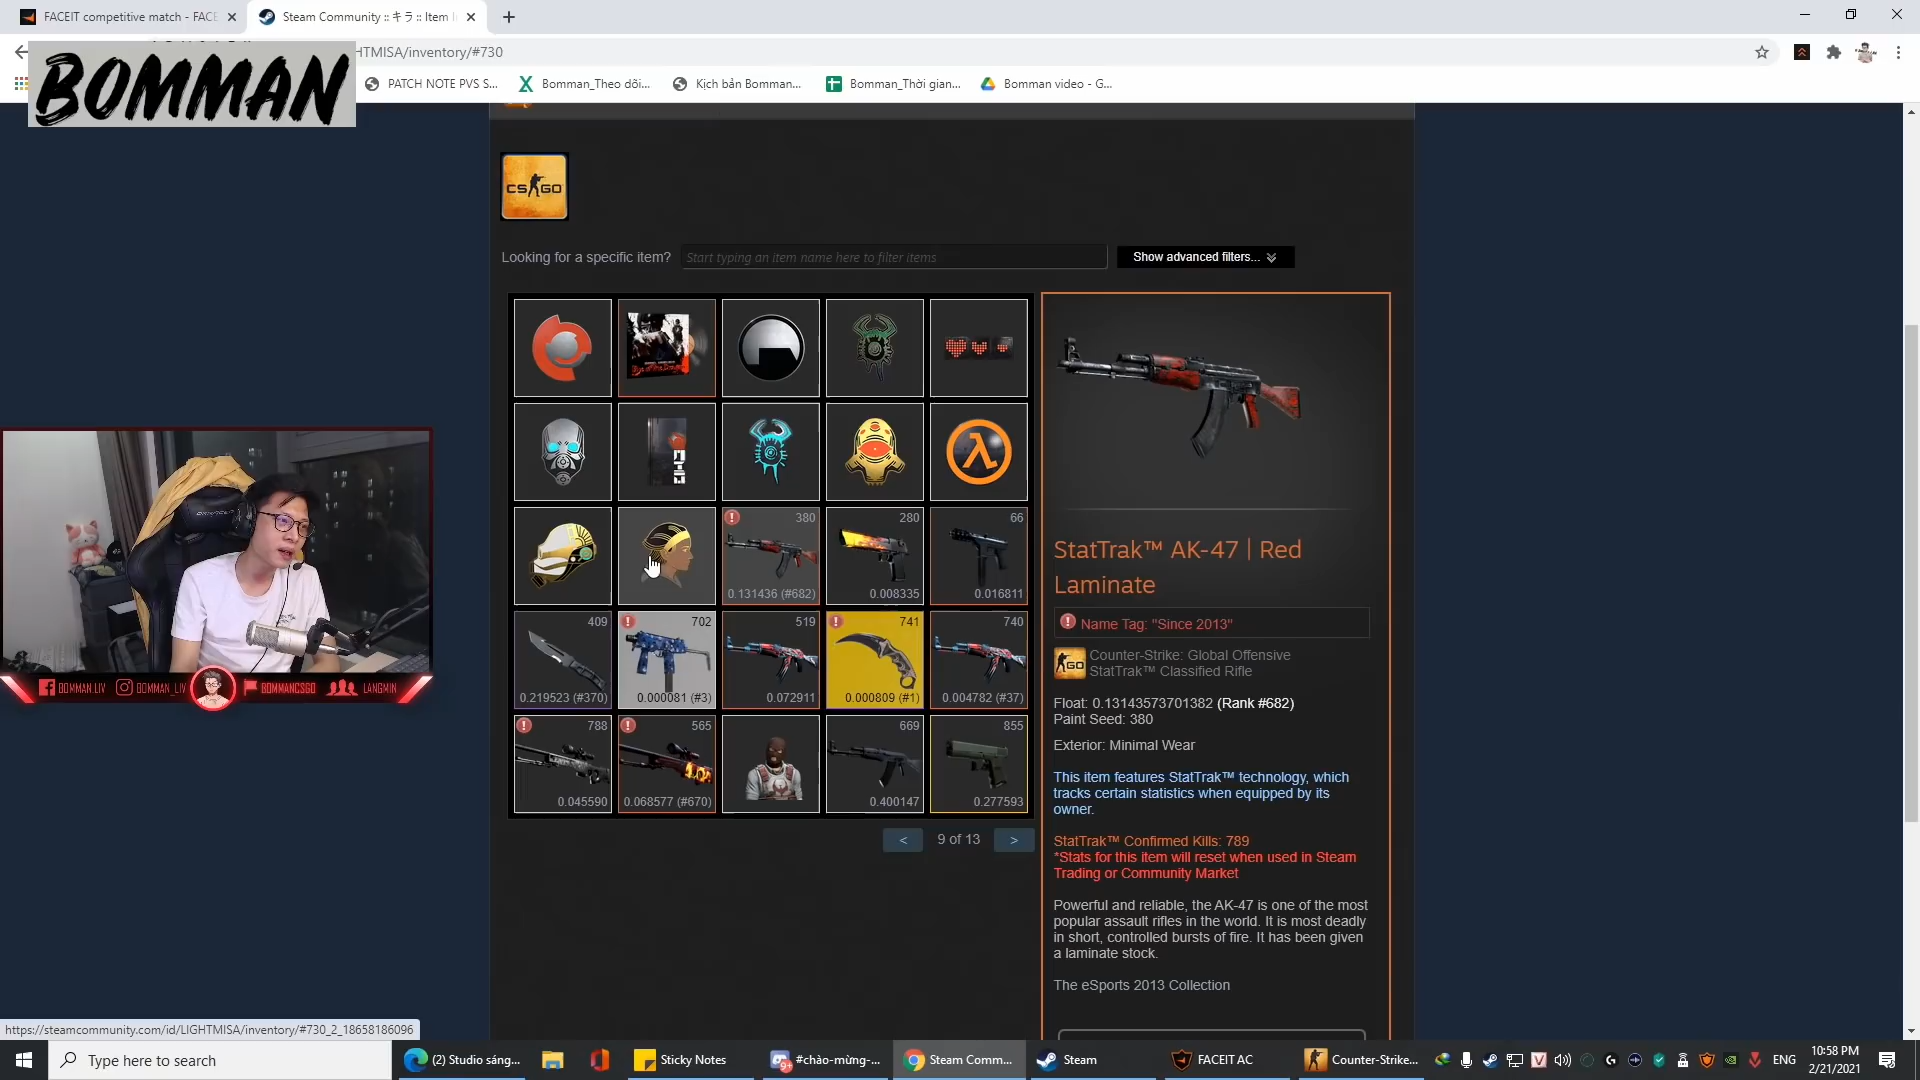 FACEIT competitive match - FACE
Steam Community :: キラ :: Item I
HTMISA/inventory/#730
BOMMAN
PATCH NOTE PVS S...
Bomman_Theo dõi...
Kịch bản Bomman...
Bomman_Thời gian...
Bomman video - G...
CS GO
Looking for a specific item?
Start typing an item name here to filter items
Show advanced filters...
380
0.131436 (#682)
280
0.008335
66
0.016811
409
0.219523 (#370)
702
0.000081 (#3)
519
0.072911
741
0.000809 (#1)
740
0.004782 (#37)
788
0.045590
565
0.068577 (#670)
669
0.400147
855
0.277593
< 9 of 13 >
StatTrak™ AK-47 | Red
Laminate
Name Tag: "Since 2013"
GO
Counter-Strike: Global Offensive
StatTrak™ Classified Rifle
Float: 0.13143573701382 (Rank #682)
Paint Seed: 380
Exterior: Minimal Wear
This item features StatTrak™ technology, which
tracks certain statistics when equipped by its
owner.
StatTrak™ Confirmed Kills: 789
*Stats for this item will reset when used in Steam
Trading or Community Market
Powerful and reliable, the AK-47 is one of the most
popular assault rifles in the world. It is most deadly
in short, controlled bursts of fire. It has been given
a laminate stock.
The eSports 2013 Collection
BOMMAN.LIV
BOMMAN_LIV
BOMMANCSGO
LANGMIN
https://steamcommunity.com/id/LIGHTMISA/inventory/#730_2_18658186096
Type here to search
(2) Studio sáng...
Sticky Notes
#chào-mừng-...
9+
Steam Comm...
Steam
FACEIT AC
Counter-Strike...
ENG
10:58 PM
2/21/2021